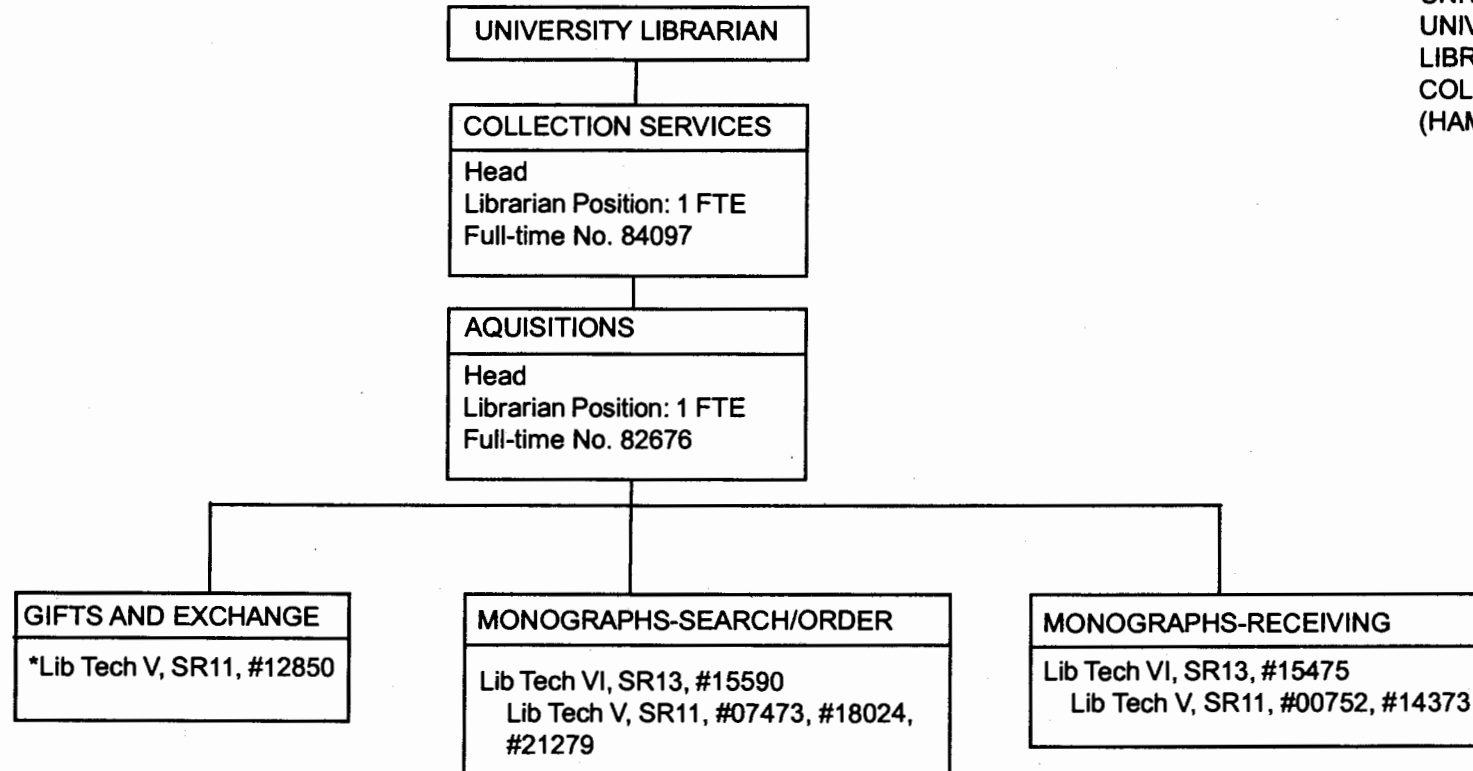 UNIVERSITY LIBRARIAN
COLLECTION SERVICES
Head
Librarian Position: 1 FTE
Full-time No. 84097
AQUISITIONS
Head
Librarian Position: 1 FTE
Full-time No. 82676
GIFTS AND EXCHANGE
*Lib Tech V, SR11, #12850
MONOGRAPHS-SEARCH/ORDER
Lib Tech VI, SR13, #15590
Lib Tech V, SR11, #07473, #18024,
#21279
MONOGRAPHS-RECEIVING
Lib Tech VI, SR13, #15475
Lib Tech V, SR11, #00752, #14373